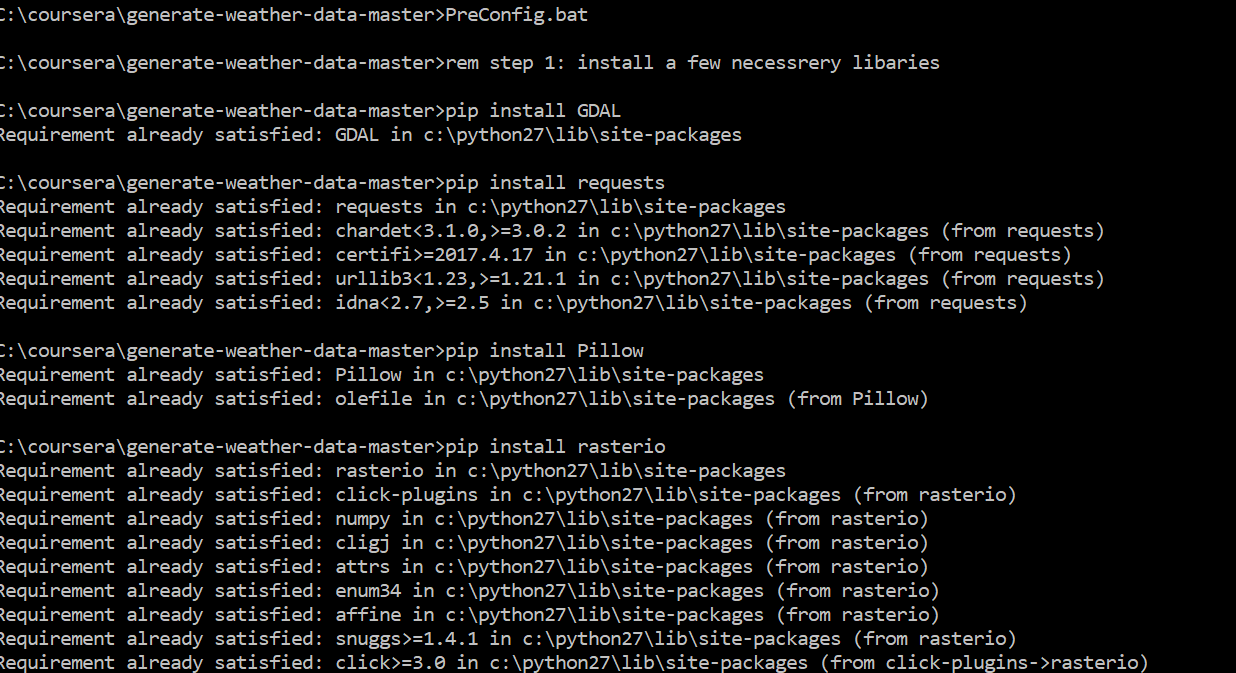 C:\coursera\generate-weather-data-master>PreConfig.bat
C:\coursera\generate-weather-data-master>rem step 1: install a few necessrery libaries
C:\coursera\generate-weather-data-master>pip install GDAL
Requirement already satisfied: GDAL in c:\python27\lib\site-packages
C:\coursera\generate-weather-data-master>pip install requests
Requirement already satisfied: requests in c:\python27\lib\site-packages
Requirement already satisfied: chardet<3.1.0,>=3.0.2 in c:\python27\lib\site-packages (from requests)
Requirement already satisfied: certifi>=2017.4.17 in c:\python27\lib\site-packages (from requests)
Requirement already satisfied: urllib3<1.23,>=1.21.1 in c:\python27\lib\site-packages (from requests)
Requirement already satisfied: idna<2.7,>=2.5 in c:\python27\lib\site-packages (from requests)
C:\coursera\generate-weather-data-master>pip install Pillow
Requirement already satisfied: Pillow in c:\python27\lib\site-packages
Requirement already satisfied: olefile in c:\python27\lib\site-packages (from Pillow)
C:\coursera\generate-weather-data-master>pip install rasterio
Requirement already satisfied: rasterio in c:\python27\lib\site-packages
Requirement already satisfied: click-plugins in c:\python27\lib\site-packages (from rasterio)
Requirement already satisfied: numpy in c:\python27\lib\site-packages (from rasterio)
Requirement already satisfied: cligj in c:\python27\lib\site-packages (from rasterio)
Requirement already satisfied: attrs in c:\python27\lib\site-packages (from rasterio)
Requirement already satisfied: enum34 in c:\python27\lib\site-packages (from rasterio)
Requirement already satisfied: affine in c:\python27\lib\site-packages (from rasterio)
Requirement already satisfied: snuggs>=1.4.1 in c:\python27\lib\site-packages (from rasterio)
Requirement already satisfied: click>=3.0 in c:\python27\lib\site-packages (from click-plugins->rasterio)